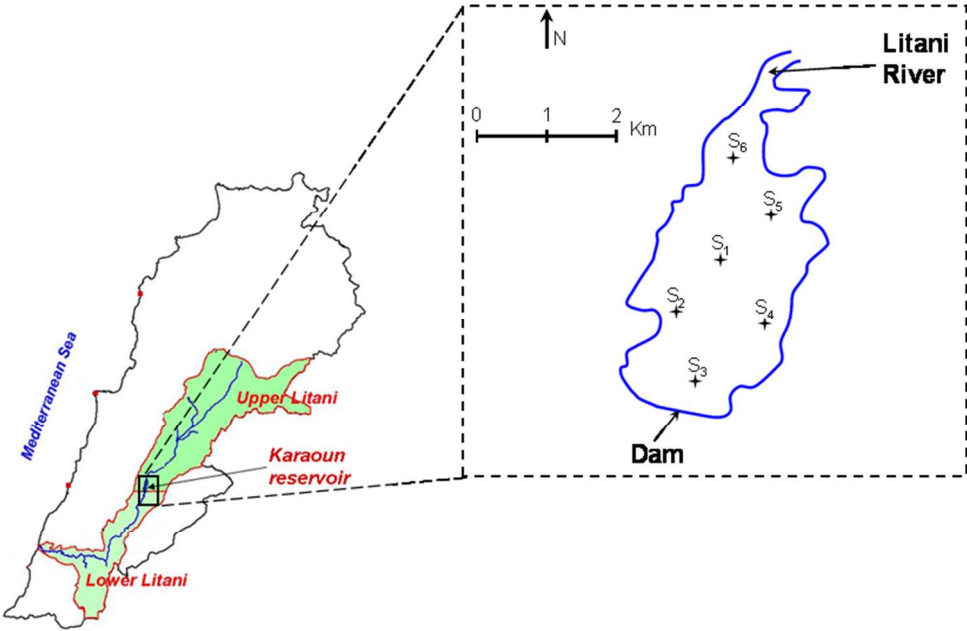 N
Litani
River
0 1 2
Km
S6
S5
S1
S2
S4
S3
Dam
Mediterranean Sea
Upper Litani
Karaoun
reservoir
Lower Litani